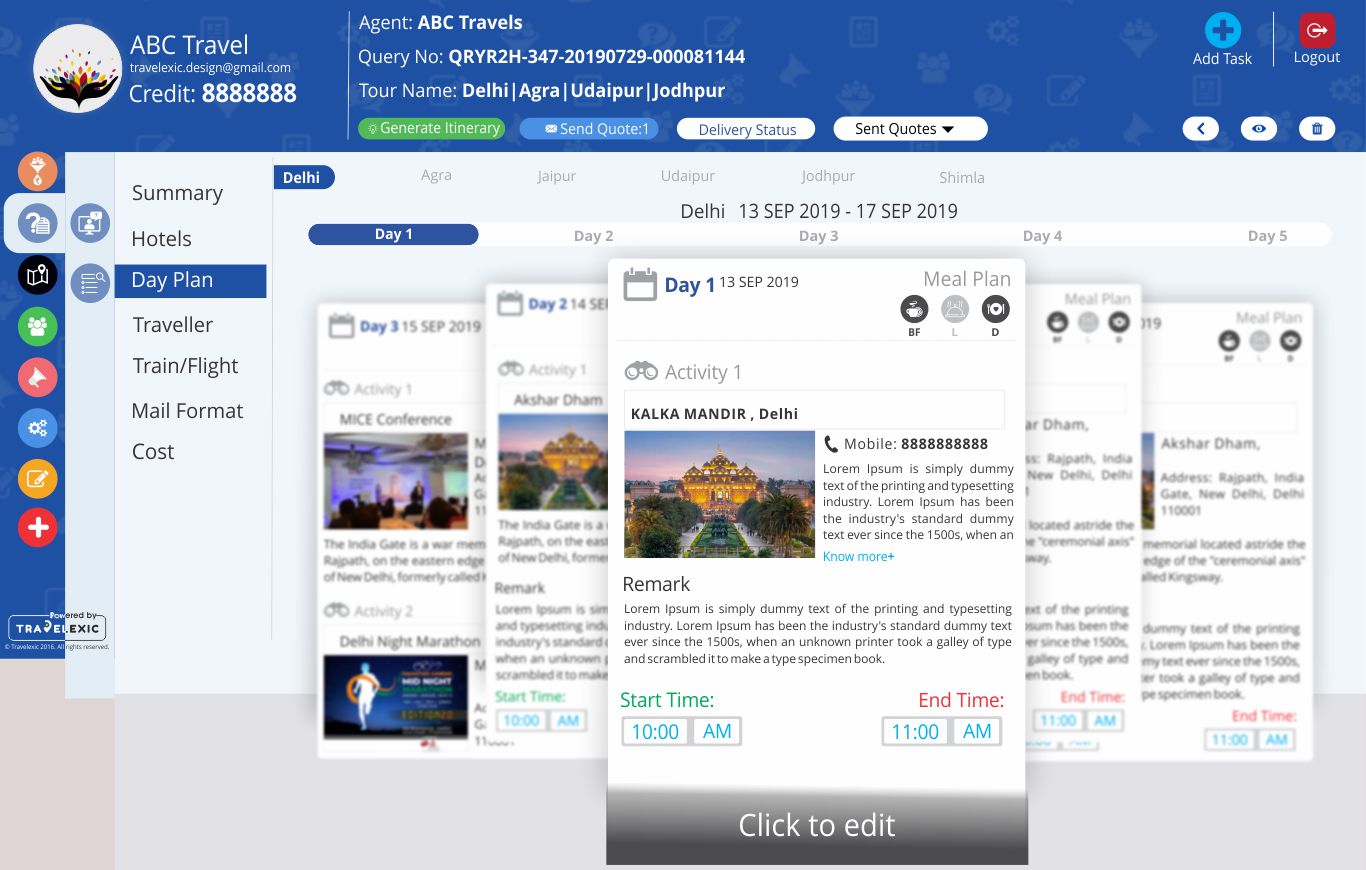 ABC Travel
travelexic.design@gmail.com
Credit: 8888888
Agent: ABC Travels
Query No: QRYR2H-347-20190729-000081144
Tour Name: Delhi|Agra|Udaipur|Jodhpur
Generate Itinerary
Send Quote:1
Delivery Status
Sent Quotes
Add Task
Logout
Summary
Hotels
Day Plan
Traveller
Train/Flight
Mail Format
Cost
Powered by
TRAVELEXIC
© Travelexic 2016. All rights reserved.
Delhi
Agra
Jaipur
Udaipur
Jodhpur
Shimla
Delhi 13 SEP 2019 - 17 SEP 2019
Day 1
Day 2
Day 3
Day 4
Day 5
Day 3 15 SEP 2019
Activity 1
MICE Conference
The India Gate is a war mem
Rajpath, on the eastern edge
of New Delhi, formerly called K
Activity 2
Delhi Night Marathon
MID NIGHT
MARATHON
Day 2 14 SE
Activity 1
Akshar Dham
The India Gate is a
Rajpath, on the eas
of New Delhi, forme
Remark
Lorem Ipsum is sim
and typesetting indu
industry's standard d
when an unknown p
scrambled it to make
Start Time:
10:00 AM
Day 1 13 SEP 2019
Meal Plan
BF
L
D
Activity 1
KALKA MANDIR , Delhi
Mobile: 8888888888
Lorem Ipsum is simply dummy
text of the printing and typesetting
industry. Lorem Ipsum has been
the industry's standard dummy
text ever since the 1500s, when an
Know more+
Remark
Lorem Ipsum is simply dummy text of the printing and typesetting
industry. Lorem Ipsum has been the industry's standard dummy text
ever since the 1500s, when an unknown printer took a galley of type
and scrambled it to make a type specimen book.
Start Time:
10:00 AM
End Time:
11:00 AM
Click to edit
Meal Plan
BF
L
D
ar Dham,
ss: Rajpath, India
New Delhi, Delhi
located astride the
e "ceremonial axis"
sway.
xt of the printing
sum has been the
er since the 1500s,
galley of type and
book.
End Time:
11:00 AM
019
Meal Plan
BF
L
D
Akshar Dham,
Address: Rajpath, India
Gate, New Delhi, Delhi
110001
memorial located astride the
edge of the "ceremonial axis"
alled Kingsway.
dummy text of the printing
rem Ipsum has been the
my text ever since the 1500s,
ook a galley of type and
pe specimen book.
End Time:
11:00 AM